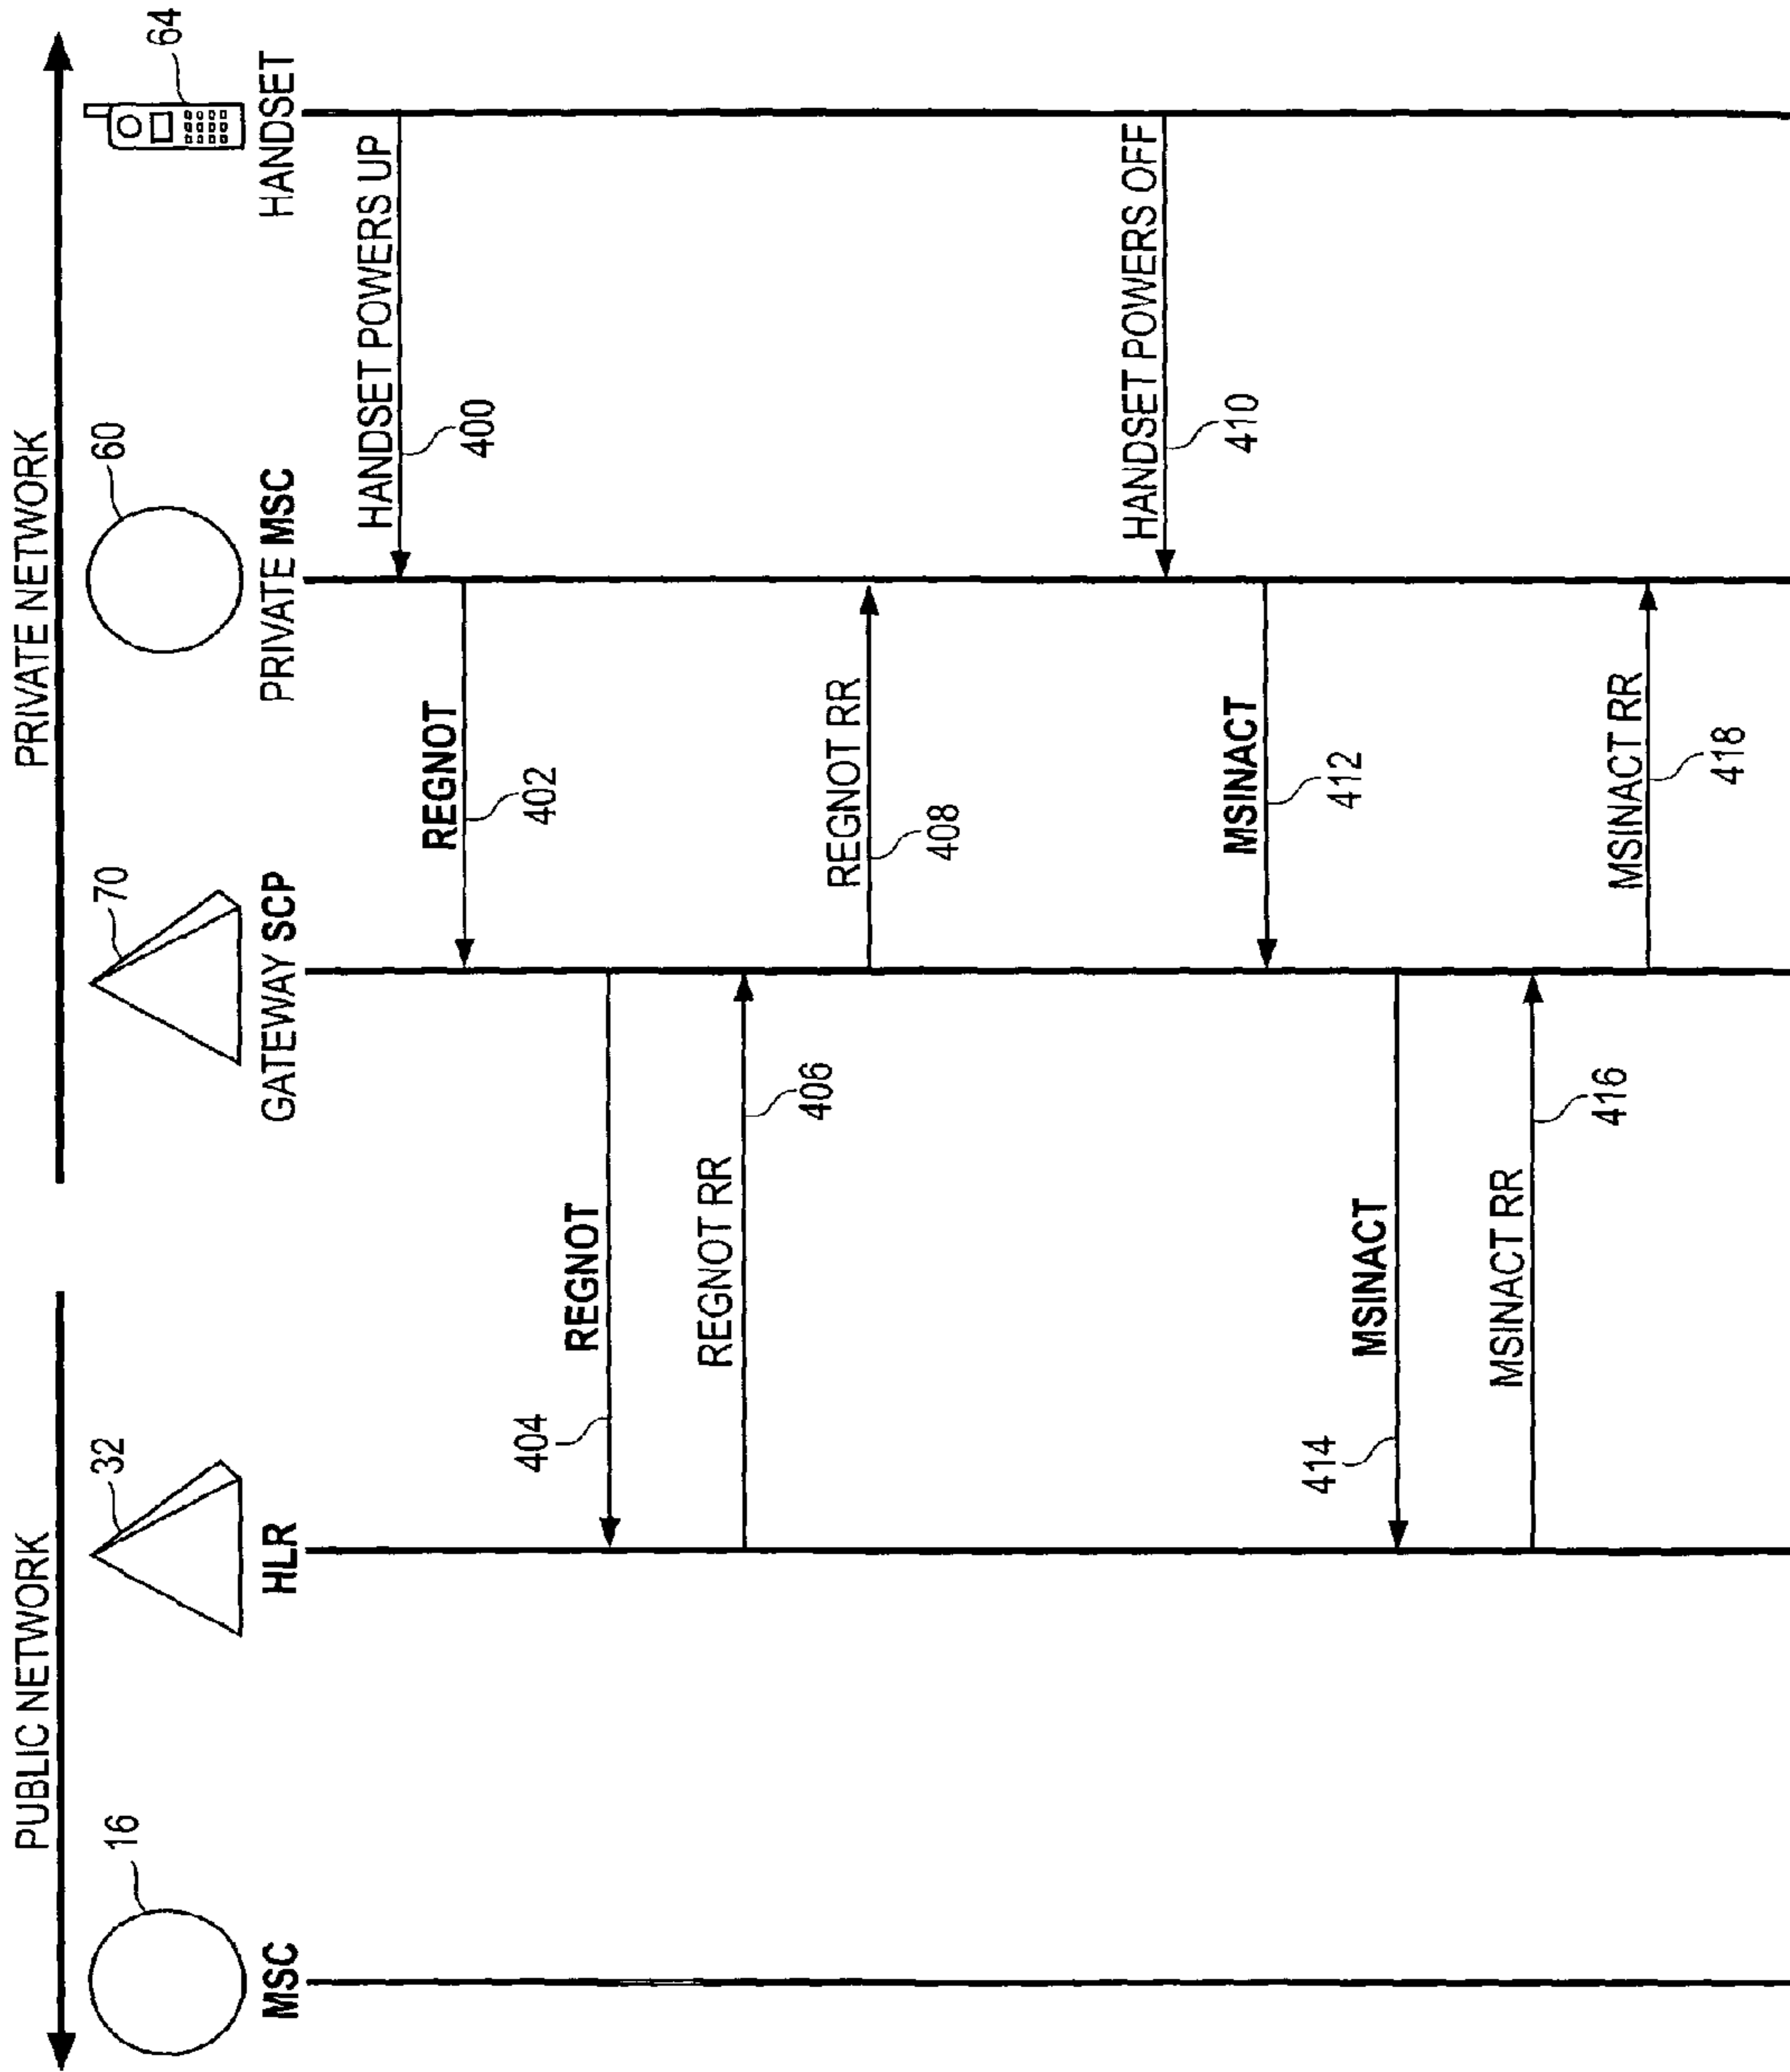 PUBLIC NETWORK
PRIVATE NETWORK
16
32
70
60
64
MSC
HLR
GATEWAY SCP
PRIVATE MSC
HANDSET
HANDSET POWERS UP
400
REGNOT
402
REGNOT
404
REGNOT RR
406
REGNOT RR
408
HANDSET POWERS OFF
410
MSINACT
412
MSINACT
414
MSINACT RR
416
MSINACT RR
418